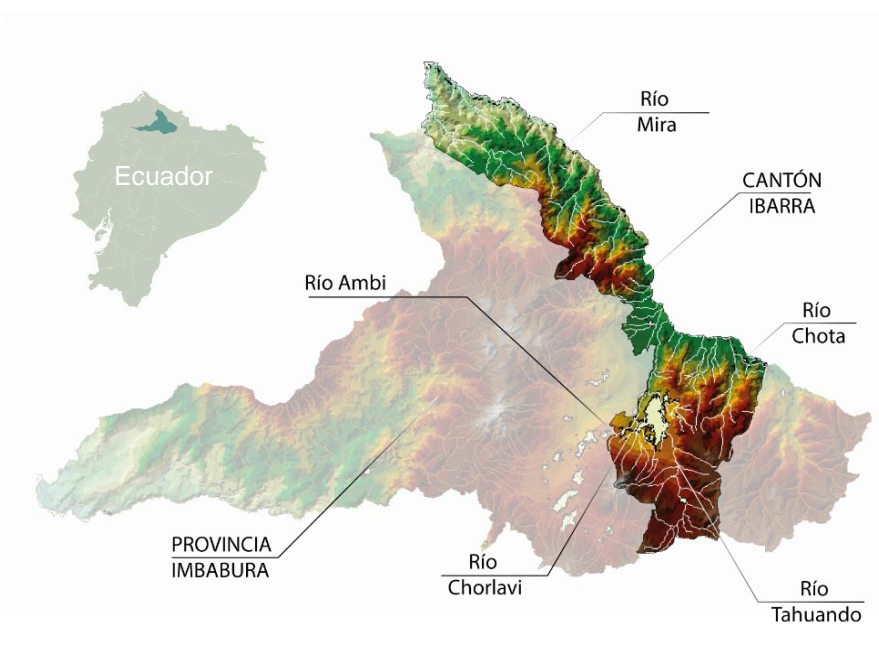 Río
Mira
Ecuador
CANTÓN
IBARRA
Río Ambi
Río
Chota
PROVINCIA
IMBABURA
Río
Chorlavi
Río
Tahuando